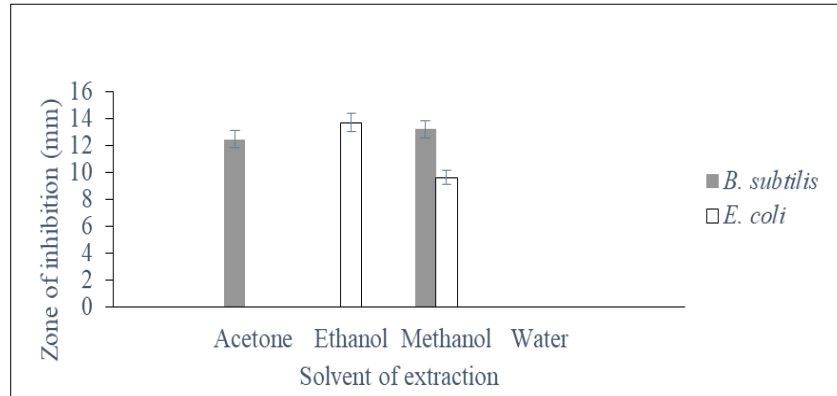 Zone of inhibition (mm)
16
14
12
10
8
6
4
2
0
Acetone Ethanol Methanol Water
Solvent of extraction
B. subtilis
E. coli